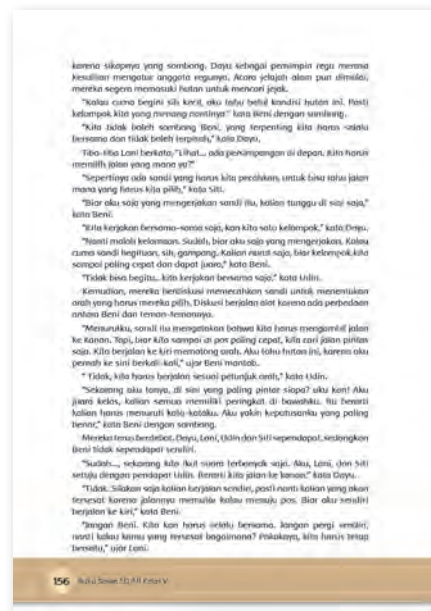 karena sikapnya yang sombong. Dayu sebagai pemimpin regu merasa
kesulitan mengatur anggota regunya. Acara jelajah alam pun dimulai,
mereka segera memasuki hutan untuk mencari jejak.
"Kalau cuma begini sih kecil, aku tahu betul kondisi hutan ini. Pasti
kelompok kita yang menang nantinya" kata Beni dengan sombong.
"Kita tidak boleh sombong Beni, yang terpenting kita harus selalu
bersama dan tidak boleh terpisah," kata Dayu.
Tiba-tiba Lani berkata, "Lihat... ada persimpangan di depan. Kita harus
memilih jalan yang mana ya?"
"Sepertinya ada sandi yang harus kita pecahkan, untuk bisa tahu jalan
mana yang harus kita pilih," kata Siti.
"Biar aku saja yang mengerjakan sandi itu, kalian tunggu di sini saja,"
kata Beni.
"Kita kerjakan bersama-sama saja, kan kita satu kelompok," kata Dayu.
"Nanti malah kelamaan. Sudah, biar aku saja yang mengerjakan. Kalau
cuma sandi begituan, sih, gampang. Kalian nurut saja, biar kelompok kita
sampai paling cepat dan dapat juara," kata Beni.
"Tidak bisa begitu.. kita kerjakan bersama saja," kata Udin.
Kemudian, mereka berdiskusi memecahkan sandi untuk menentukan
arah yang harus mereka pilih. Diskusi berjalan alot karena ada perbedaan
antara Beni dan teman-temannya.
"Menurutku, sandi itu mengatakan bahwa kita harus mengambil jalan
ke kanan. Tapi, biar kita sampai di pos paling cepat, kita cari jalan pintas
saja. Kita berjalan ke kiri memotong arah. Aku tahu hutan ini, karena aku
pernah ke sini berkali-kali," ujar Beni mantab.
" Tidak, kita harus berjalan sesuai petunjuk arah," kata Udin.
"Sekarang aku tanya, di sini yang paling pintar siapa? aku kan! Aku
juara kelas, kalian semua memiliki peringkat di bawahku. Itu berarti
kalian harus menuruti kata-kataku. Aku yakin keputusanku yang paling
benar," kata Beni dengan sombong.
Mereka terus berdebat. Dayu, Lani, Udin dan Siti sependapat, sedangkan
Beni tidak sependapat sendiri.
"Sudah..., sekarang kita ikut suara terbanyak saja. Aku, Lani, dan Siti
setuju dengan pendapat Udin. Berarti kita jalan ke kanan," kata Dayu.
"Tidak. Silakan saja kalian berjalan sendiri, pasti nanti kalian yang akan
tersesat karena jalannya memutar kalau menuju pos. Biar aku sendiri
berjalan ke kiri," kata Beni.
"Jangan Beni. Kita kan harus selalu bersama. Jangan pergi sendiri,
nanti kalau kamu yang tersesat bagaimana? Pokoknya, kita harus tetap
bersatu," ujar Lani.
156 Buku Siswa SD/MI Kelas V